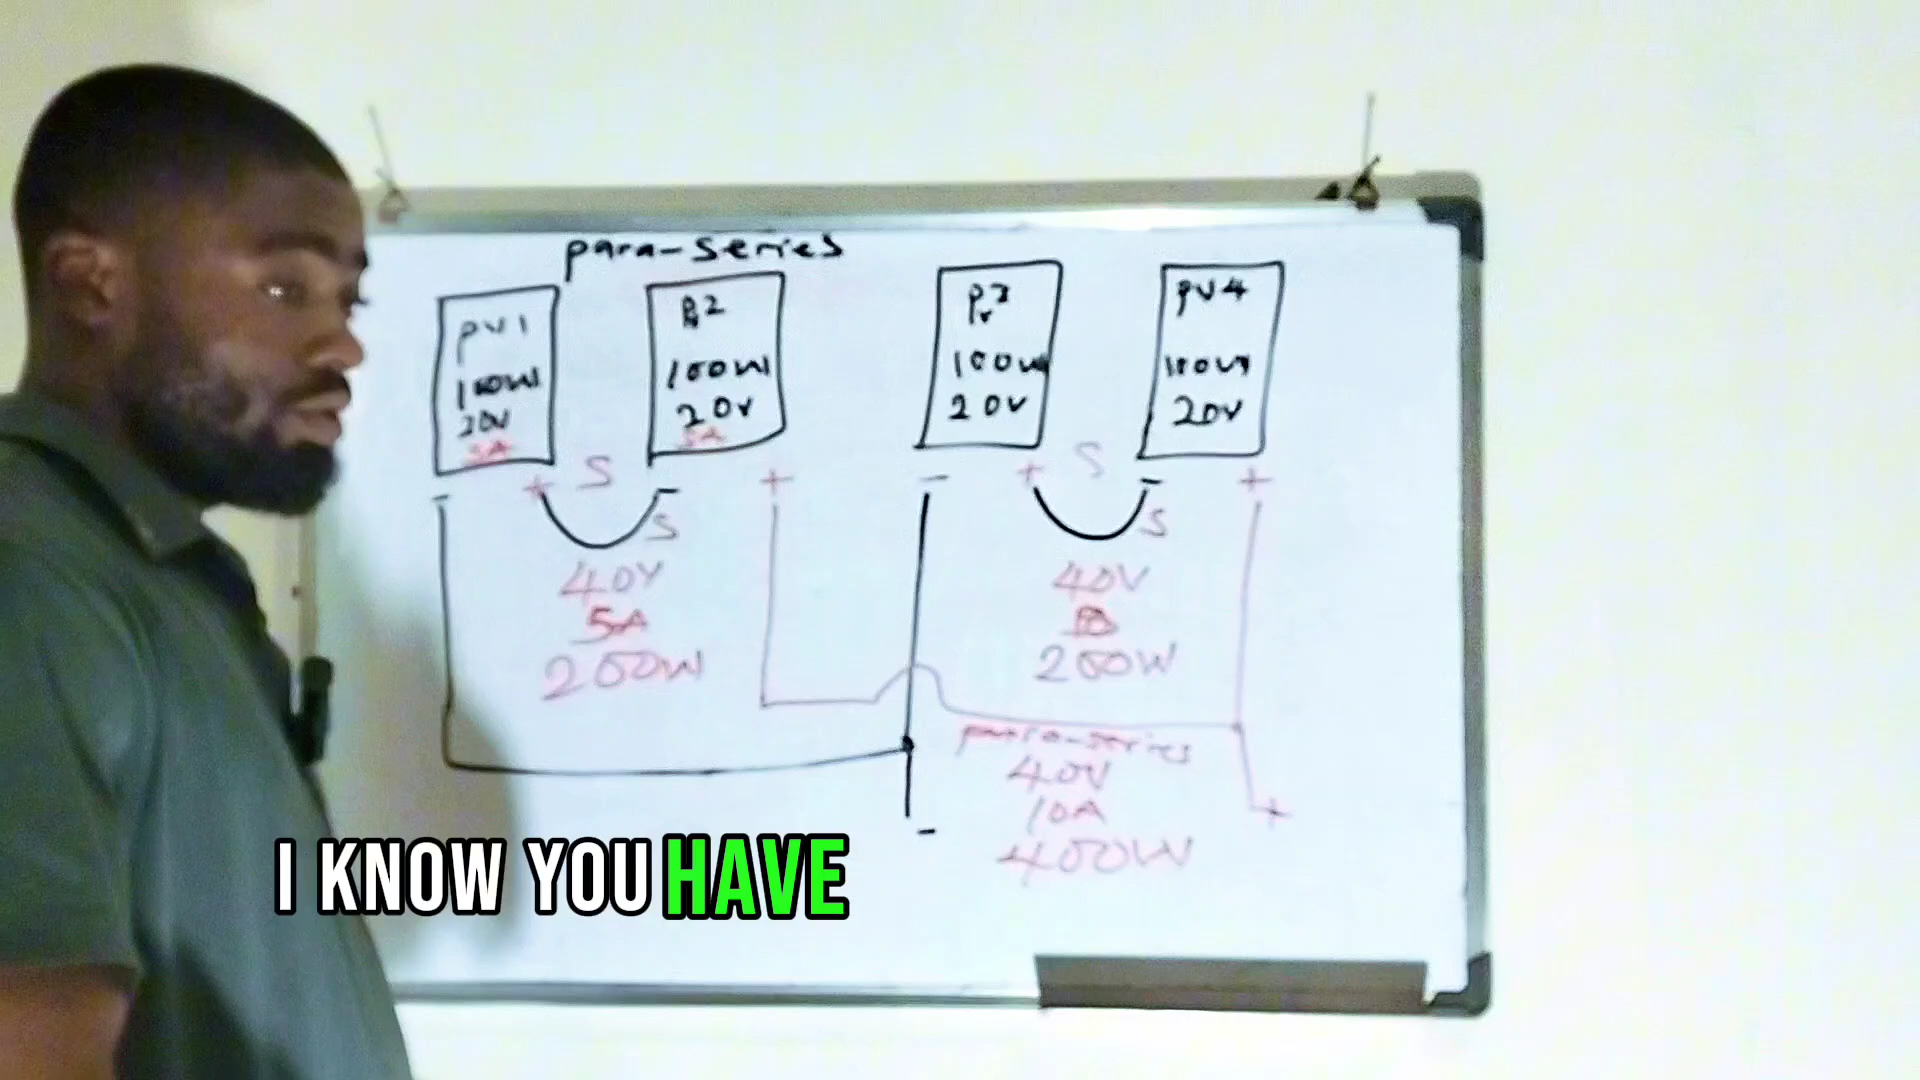 para-series
PV1
100W
20V
5A
PV2
100W
20V
5A
PV3
100W
20V
PV4
100W
20V
- + S - +
S
40V
5A
200W
- + S - +
S
40V
200W
para-series
40V
10A
400W
+
-
I KNOW YOU HAVE